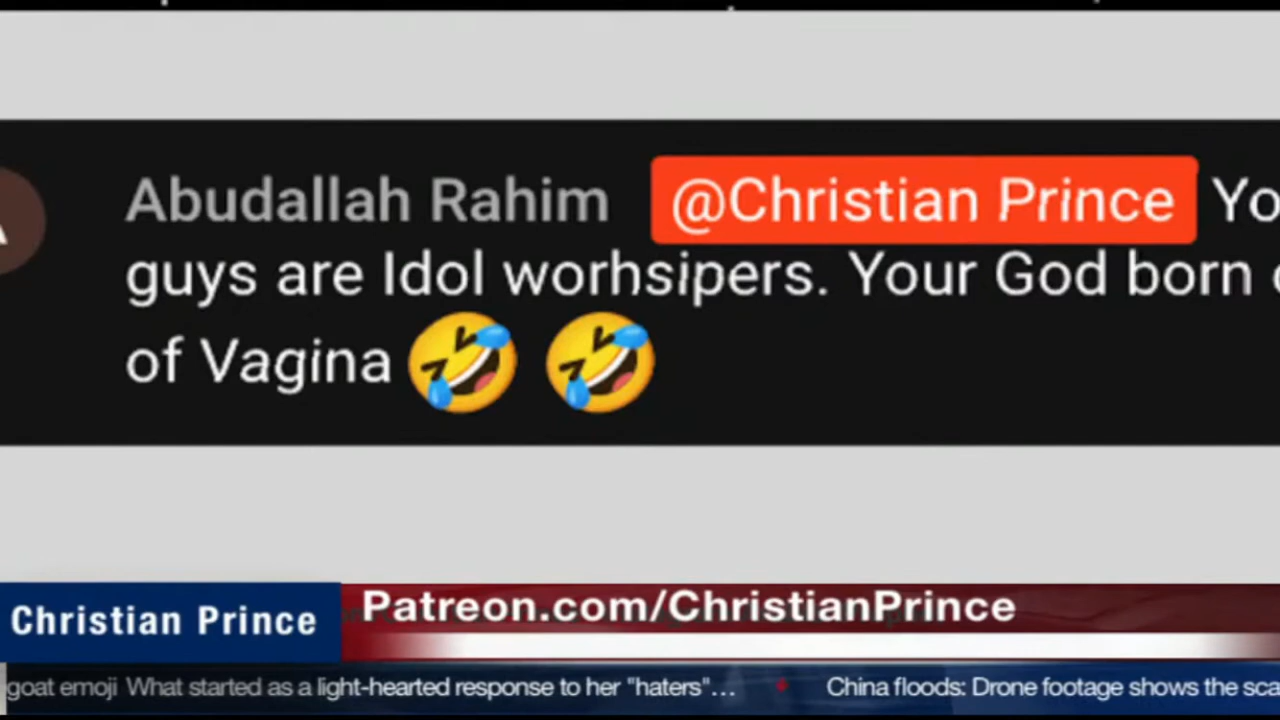 Abudallah Rahim @Christian Prince Yo
guys are Idol worhsipers. Your God born
of Vagina 🤣 🤣
Christian Prince
Patreon.com/ChristianPrince
goat emoji What started as a light-hearted response to her "haters"... China floods: Drone footage shows the sca